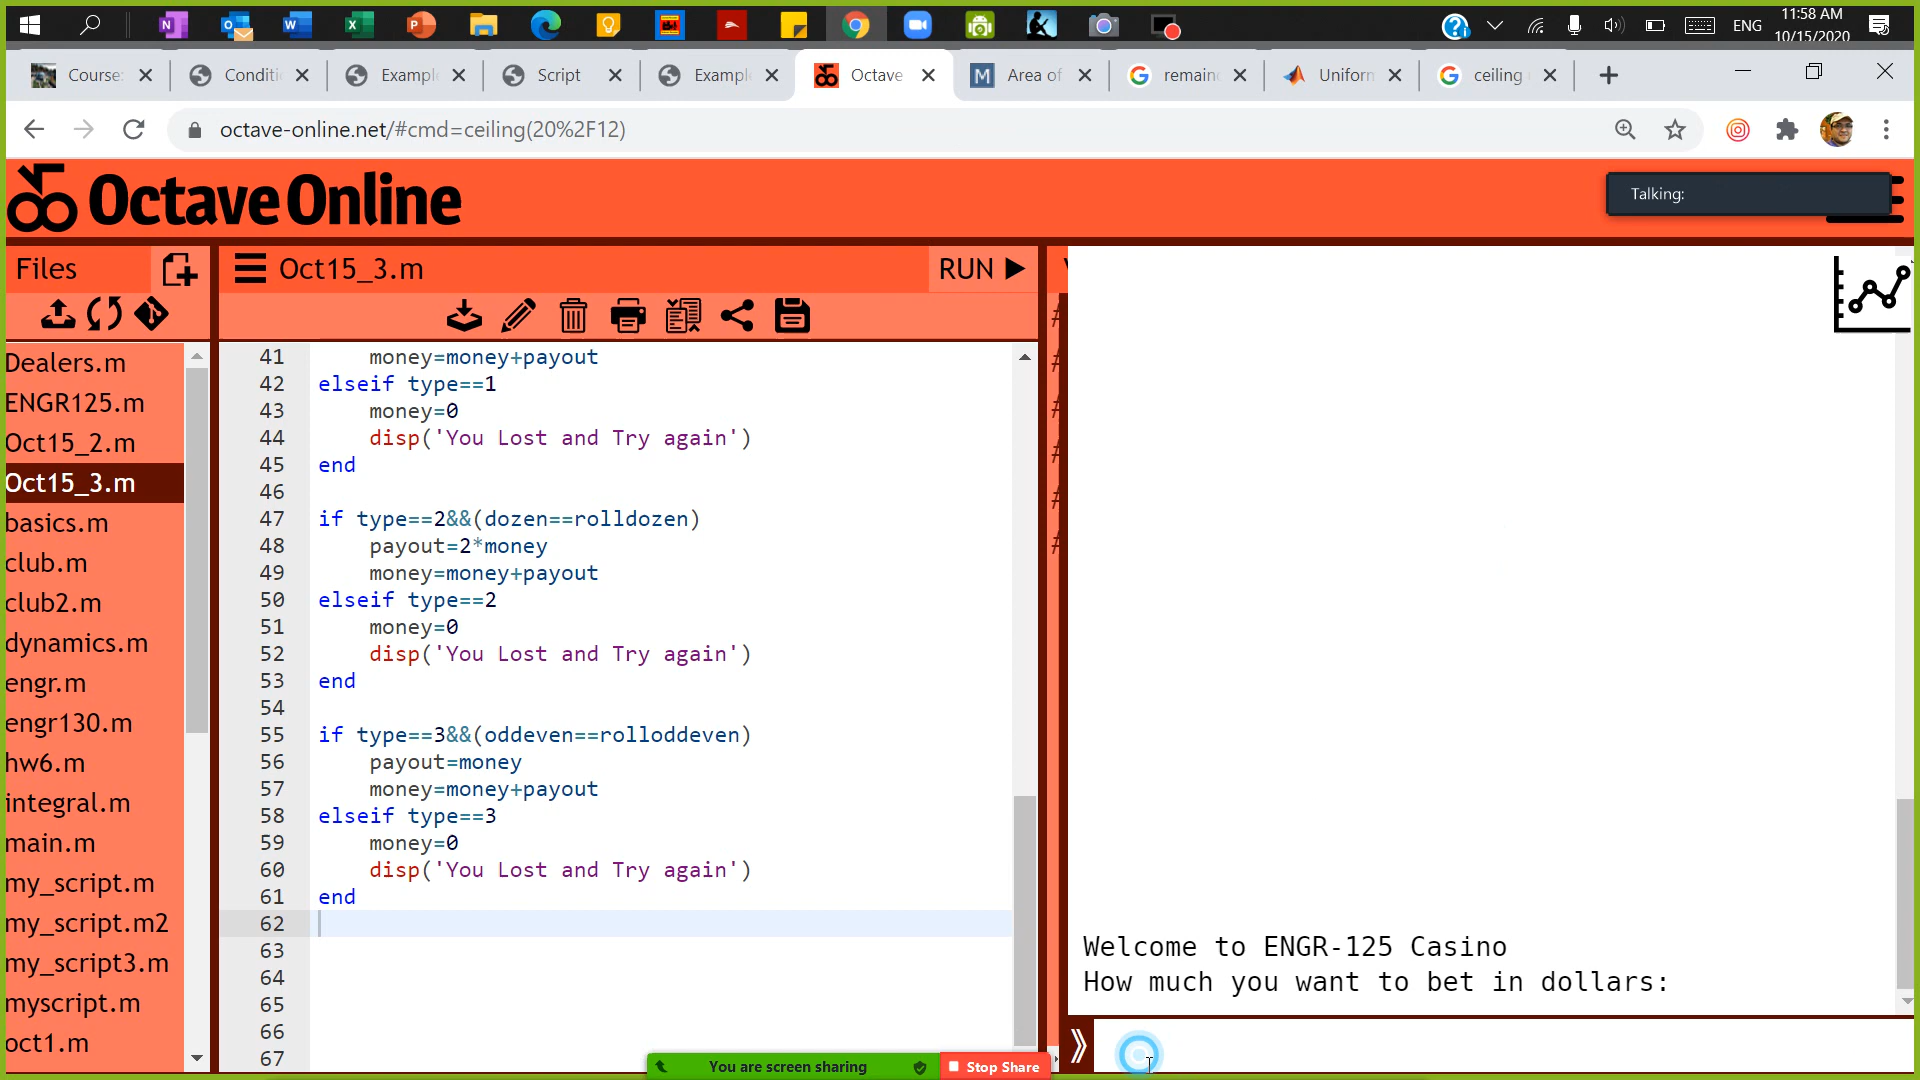 11:58 AM
ENG
10/15/2020
Course:
Conditi
Exampl
Script
Exampl
Octave
Area of
remain
Uniform
ceiling
octave-online.net/#cmd=ceiling(20%2F12)
Octave Online
Talking:
Files
Oct15_3.m
RUN
Dealers.m
ENGR125.m
Oct15_2.m
Oct15_3.m
basics.m
club.m
club2.m
dynamics.m
engr.m
engr130.m
hw6.m
integral.m
main.m
my_script.m
my_script.m2
my_script3.m
myscript.m
oct1.m
41 money=money+payout
42 elseif type==1
43 money=0
44 disp('You Lost and Try again')
45 end
46
47 if type==2&&(dozen==rolldozen)
48 payout=2*money
49 money=money+payout
50 elseif type==2
51 money=0
52 disp('You Lost and Try again')
53 end
54
55 if type==3&&(oddeven==rolloddeven)
56 payout=money
57 money=money+payout
58 elseif type==3
59 money=0
60 disp('You Lost and Try again')
61 end
62
63
64
65
66
67
Welcome to ENGR-125 Casino
How much you want to bet in dollars:
You are screen sharing
Stop Share